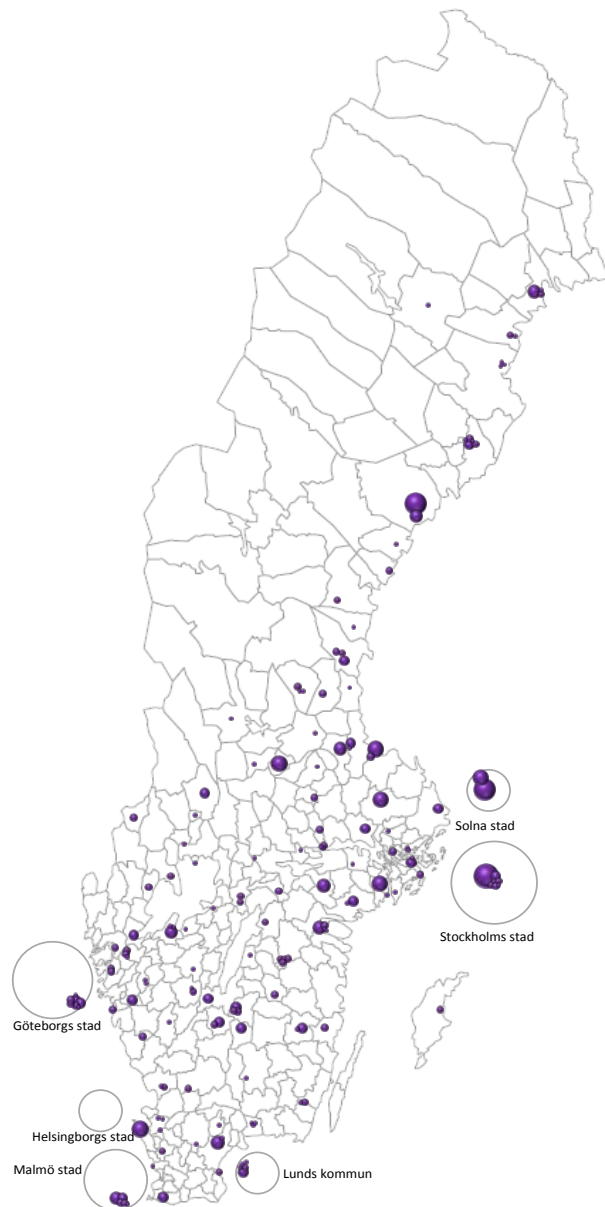 Solna stad
Stockholms stad
Göteborgs stad
Helsingborgs stad
Malmö stad
Lunds kommun